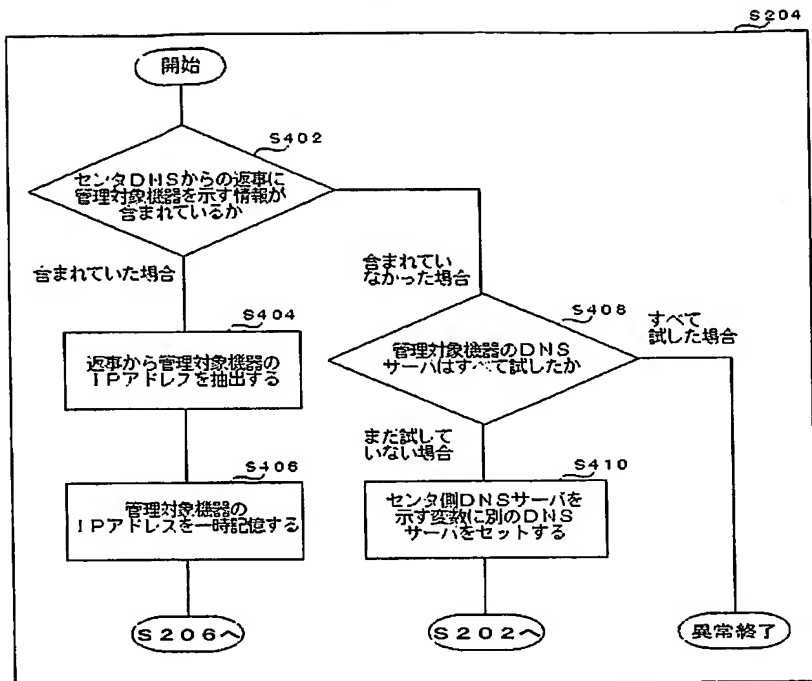 S204
開始
S402
センタDNSからの返事に
管理対象機器を示す情報が
含まれているか
含まれていた場合
含まれてい
なかった場合
S404
返事から管理対象機器の
IPアドレスを抽出する
S408
管理対象機器のDNS
サーバはすべて試したか
すべて
試した場合
まだ試して
いない場合
S406
管理対象機器の
IPアドレスを一時記憶する
S410
センタ側DNSサーバを
示す変数に別のDNS
サーバをセットする
S206へ
S202へ
異常終了